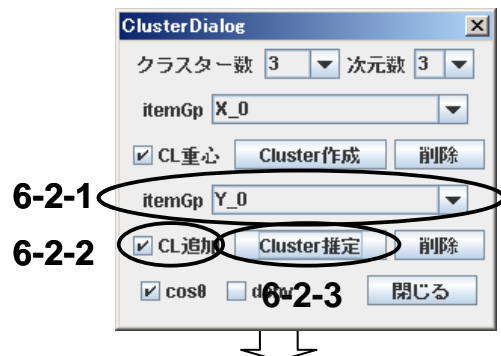 ClusterDialog
クラスター数 3 次元数 3
itemGp X_0
CL重心 Cluster作成 削除
6-2-1 itemGp Y_0
6-2-2 CL追加 Cluster推定 削除
cosθ 6-2-3 閉じる